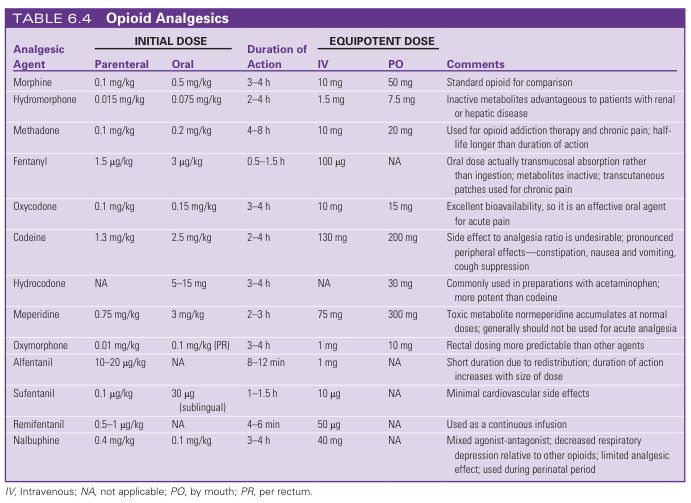 TABLE 6.4 Opioid Analgesics
INITIAL DOSE EQUIPOTENT DOSE
Analgesic Duration of
Agent Parenteral Oral Action IV PO Comments
Morphine 0.1 mg/kg 0.5 mg/kg 3–4 h 10 mg 50 mg Standard opioid for comparison
Hydromorphone 0.015 mg/kg 0.075 mg/kg 2–4 h 1.5 mg 7.5 mg Inactive metabolites advantageous to patients with renal
or hepatic disease
Methadone 0.1 mg/kg 0.2 mg/kg 4–8 h 10 mg 20 mg Used for opioid addiction therapy and chronic pain; half-
life longer than duration of action
Fentanyl 1.5 μg/kg 3 μg/kg 0.5–1.5 h 100 μg NA Oral dose actually transmucosal absorption rather
than ingestion; metabolites inactive; transcutaneous
patches used for chronic pain
Oxycodone 0.1 mg/kg 0.15 mg/kg 3–4 h 10 mg 15 mg Excellent bioavailability, so it is an effective oral agent
for acute pain
Codeine 1.3 mg/kg 2.5 mg/kg 2–4 h 130 mg 200 mg Side effect to analgesia ratio is undesirable; pronounced
peripheral effects—constipation, nausea and vomiting,
cough suppression
Hydrocodone NA 5–15 mg 3–4 h NA 30 mg Commonly used in preparations with acetaminophen;
more potent than codeine
Meperidine 0.75 mg/kg 3 mg/kg 2–3 h 75 mg 300 mg Toxic metabolite normeperidine accumulates at normal
doses; generally should not be used for acute analgesia
Oxymorphone 0.01 mg/kg 0.1 mg/kg (PR) 3–4 h 1 mg 10 mg Rectal dosing more predictable than other agents
Alfentanil 10–20 μg/kg NA 8–12 min 1 mg NA Short duration due to redistribution; duration of action
increases with size of dose
Sufentanil 0.1 μg/kg 30 μg 1–1.5 h 10 μg NA Minimal cardiovascular side effects
(sublingual)
Remifentanil 0.5–1 μg/kg NA 4–6 min 50 μg NA Used as a continuous infusion
Nalbuphine 0.4 mg/kg 0.1 mg/kg 3–4 h 40 mg NA Mixed agonist-antagonist; decreased respiratory
depression relative to other opioids; limited analgesic
effect; used during perinatal period
IV, Intravenous; NA, not applicable; PO, by mouth; PR, per rectum.